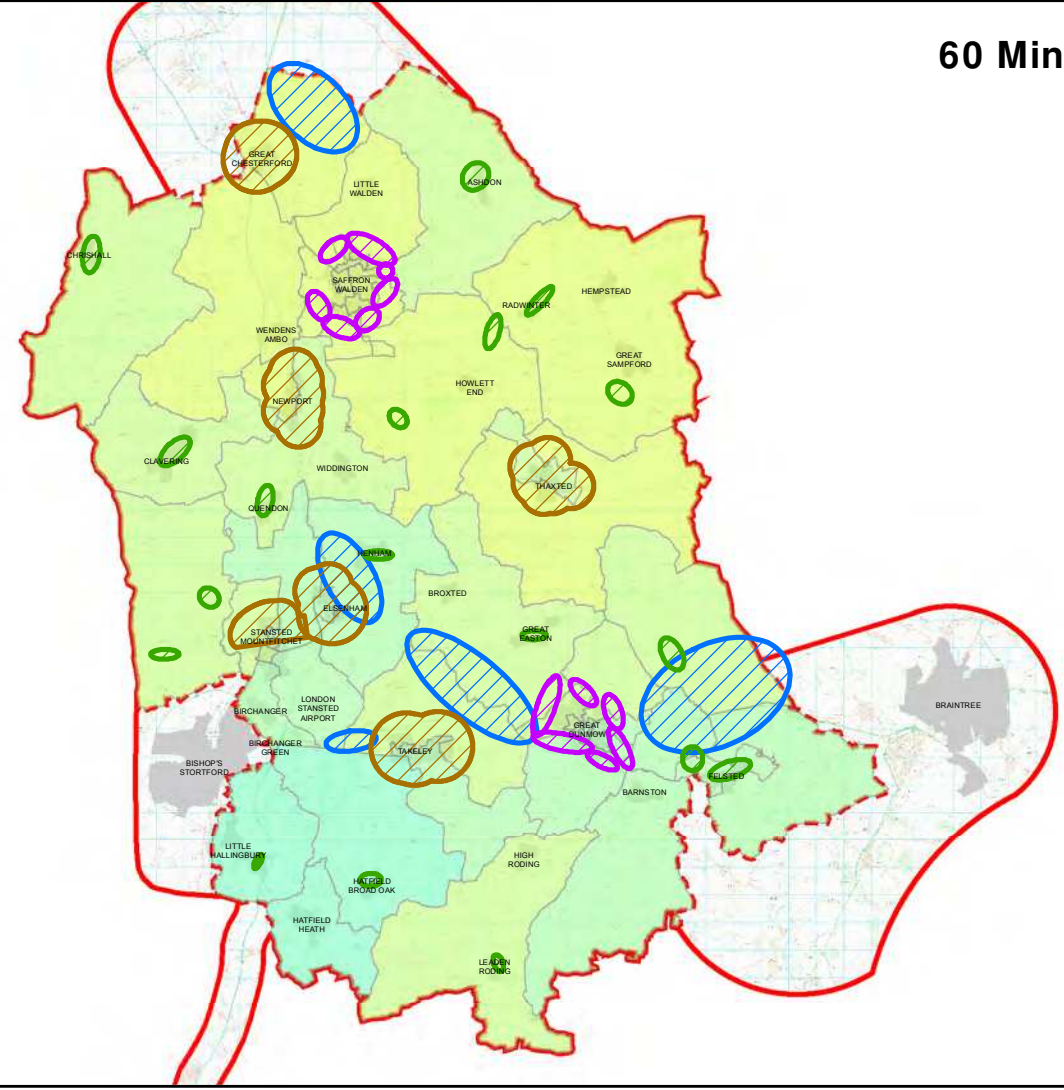 60 Min
GREAT
CHESTERFORD
LITTLE
WALDEN
ASHDON
CHRISHALL
SAFFRON
WALDEN
HEMPSTEAD
RADWINTER
WENDENS
AMBO
GREAT
SAMPFORD
HOWLETT
END
NEWPORT
CLAVERING
WIDDINGTON
THAXTED
QUENDON
HENHAM
BROXTED
ELSENHAM
GREAT
EASTON
STANSTED
MOUNTFITCHET
LONDON
STANSTED
AIRPORT
BIRCHANGER
BRAINTREE
GREAT
DUNMOW
BIRCHANGER
GREEN
TAKELEY
BISHOP'S
STORTFORD
FELSTED
BARNSTON
LITTLE
HALLINGBURY
HIGH
RODING
HATFIELD
BROAD OAK
HATFIELD
HEATH
LEADEN
RODING